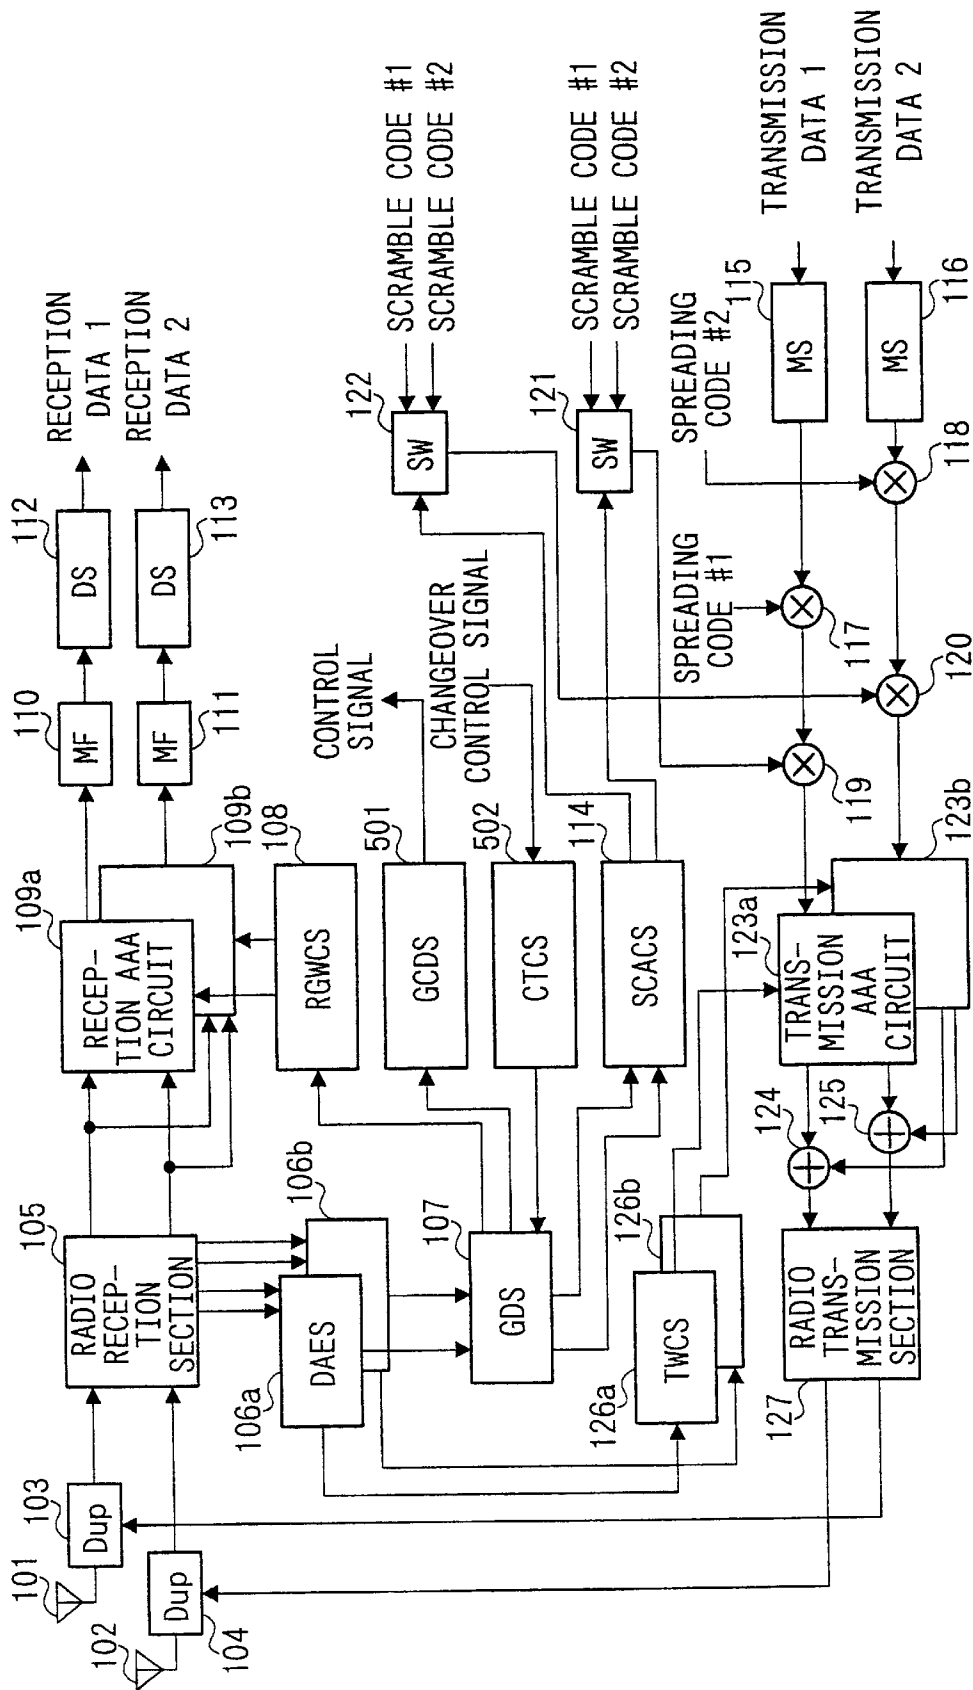 101
102
103
Dup
Dup
104
105
RADIO
RECEP-
TION
SECTION
106a
DAES
106b
107
GDS
126a
TWCS
126b
127
RADIO
TRANS-
MISSION
SECTION
109a
RECEP-
TION AAA
CIRCUIT
109b
108
RGWCS
501
GCDS
502
CTCS
114
SCACS
124
125
123a
TRANS-
MISSION
AAA
CIRCUIT
123b
110
MF
MF
111
112
DS
DS
113
RECEPTION
DATA 1
RECEPTION
DATA 2
CONTROL
SIGNAL
CHANGEOVER
CONTROL SIGNAL
122
SW
SCRAMBLE CODE #1
SCRAMBLE CODE #2
121
SW
SCRAMBLE CODE #1
SCRAMBLE CODE #2
119
120
SPREADING
CODE #1
117
SPREADING
CODE #2
118
115
MS
116
MS
TRANSMISSION
DATA 1
TRANSMISSION
DATA 2